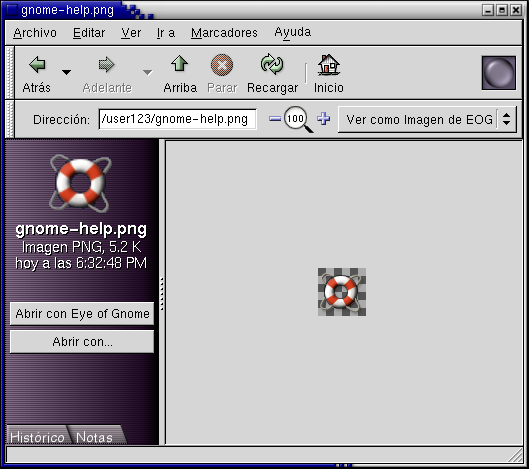 gnome-help.png
Archivo Editar Ver Ir a Marcadores Ayuda
Atrás Adelante Arriba Parar Recargar Inicio
Dirección: /user123/gnome-help.png 100 Ver como Imagen de EOG
gnome-help.png
Imagen PNG, 5.2 K
hoy a las 6:32:48 PM
Abrir con Eye of Gnome
Abrir con...
Histórico Notas